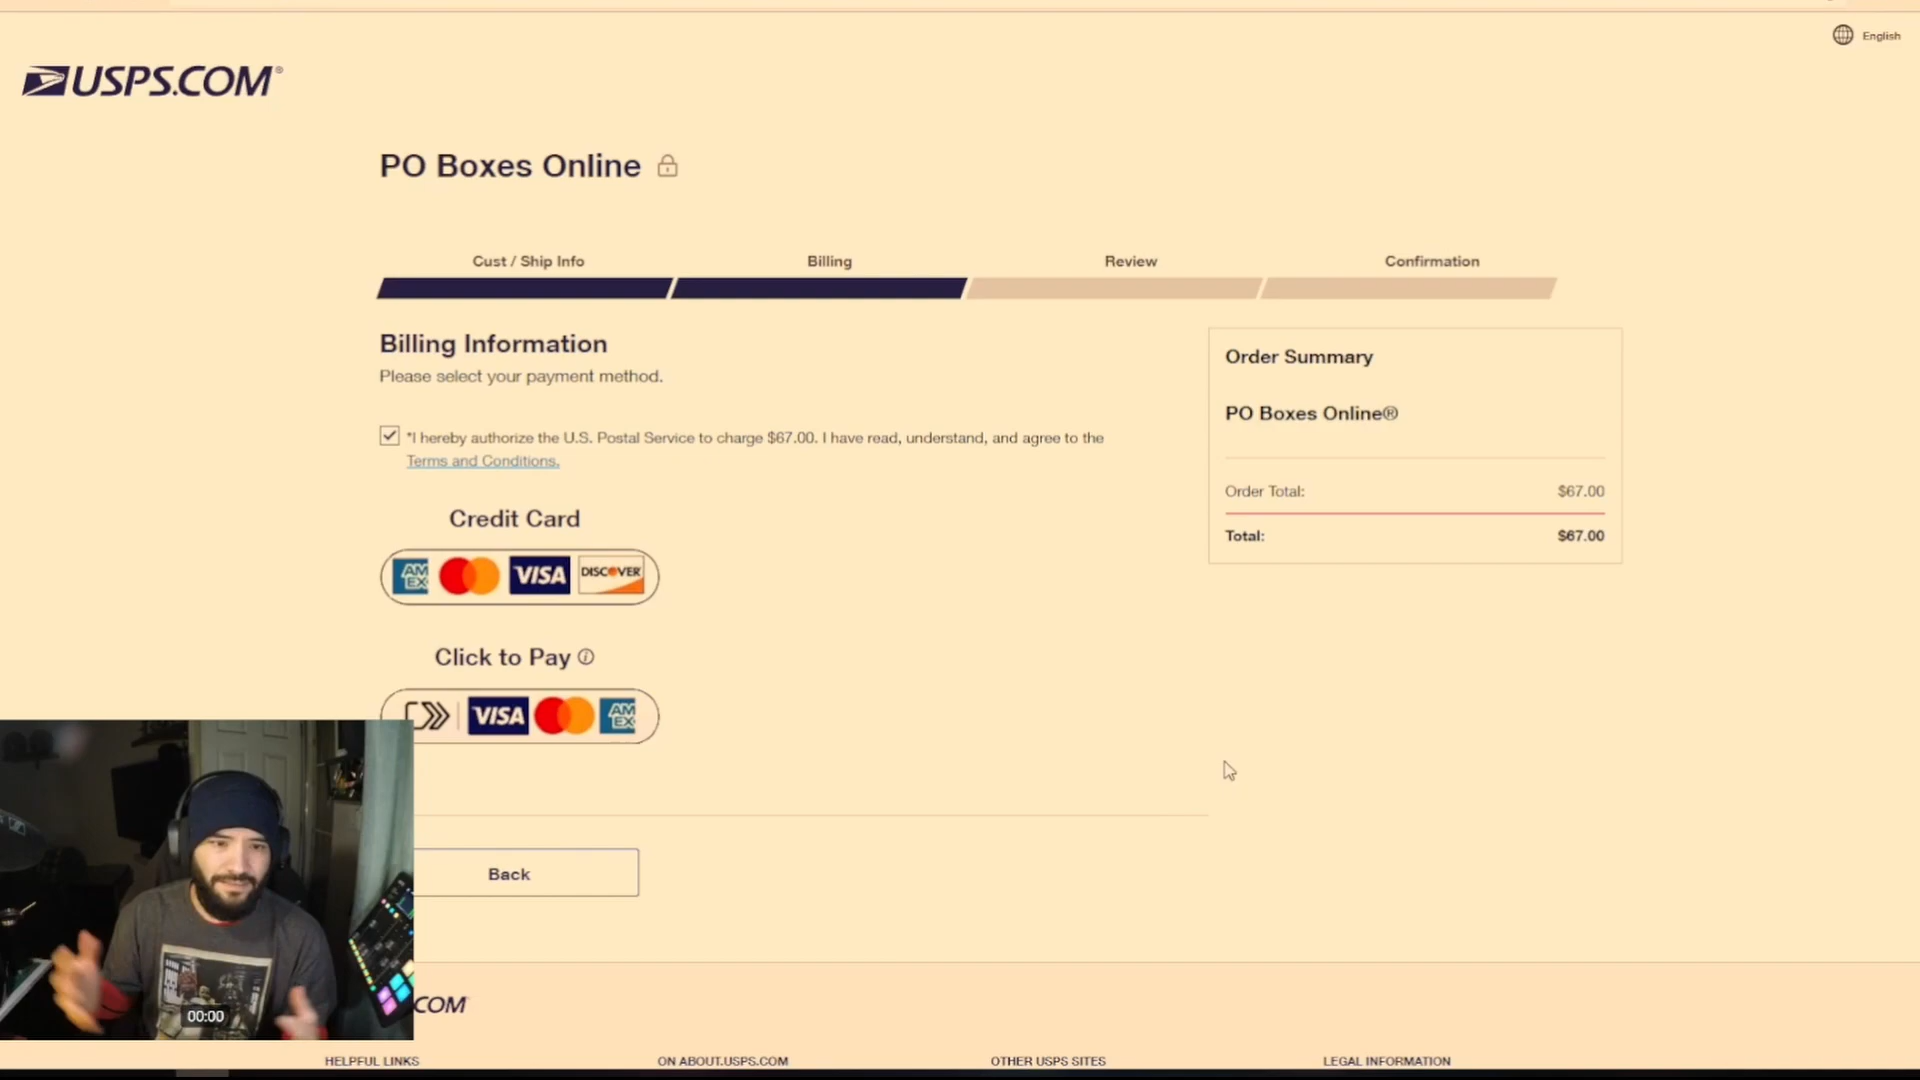 English
USPS.COM®
PO Boxes Online
Cust / Ship Info
Billing
Review
Confirmation
Billing Information
Please select your payment method.
*I hereby authorize the U.S. Postal Service to charge $67.00. I have read, understand, and agree to the
Terms and Conditions.
Credit Card
AM EX
VISA
DISCOVER
Click to Pay
VISA
AM EX
Back
Order Summary
PO Boxes Online®
Order Total: $67.00
Total: $67.00
00:00
.COM
HELPFUL LINKS
ON ABOUT.USPS.COM
OTHER USPS SITES
LEGAL INFORMATION